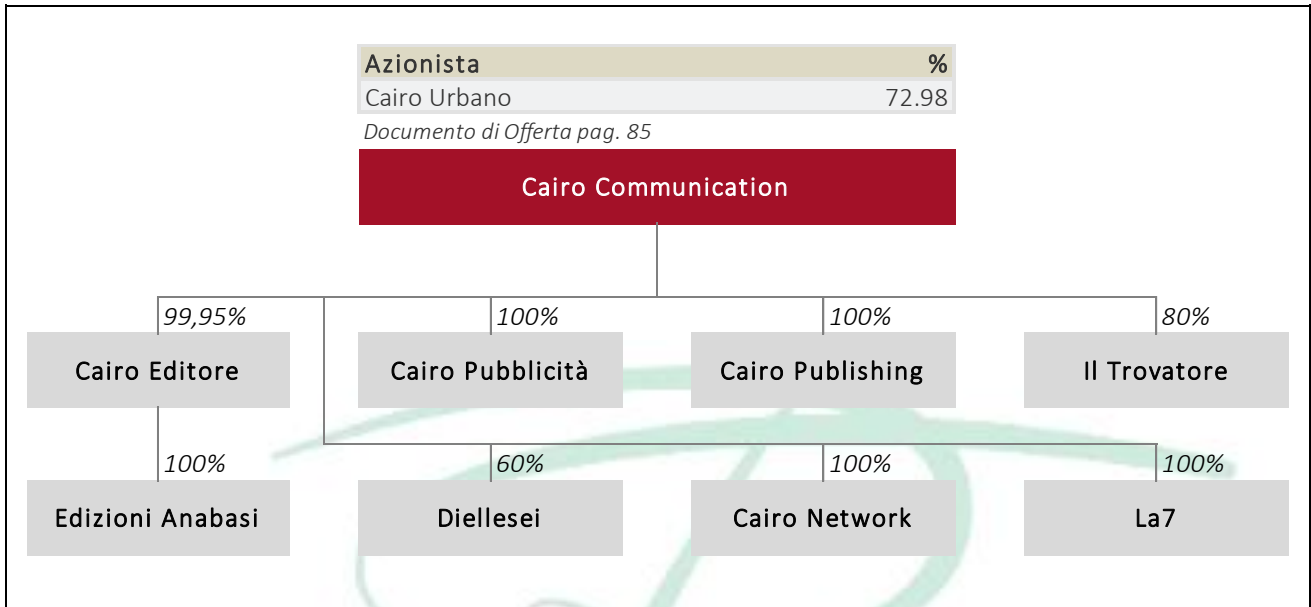 Azionista %
Cairo Urbano 72.98
Documento di Offerta pag. 85
Cairo Communication
99,95% 100% 100% 80%
Cairo Editore Cairo Pubblicità Cairo Publishing Il Trovatore
100% 60% 100% 100%
Edizioni Anabasi Diellesei Cairo Network La7